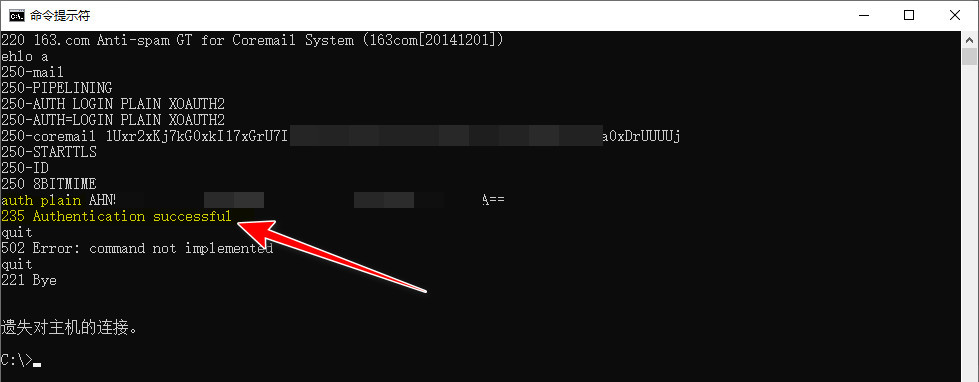 命令提示符
220 163.com Anti-spam GT for Coremail System (163com[20141201])
ehlo a
250-mail
250-PIPELINING
250-AUTH LOGIN PLAIN XOAUTH2
250-AUTH=LOGIN PLAIN XOAUTH2
250-coremail 1Uxr2xKj7kG0xkI17xGrU7I a0xDrUUUUj
250-STARTTLS
250-ID
250 8BITMIME
auth plain AHN! A==
235 Authentication successful
quit
502 Error: command not implemented
quit
221 Bye
遗失对主机的连接。
C:\>